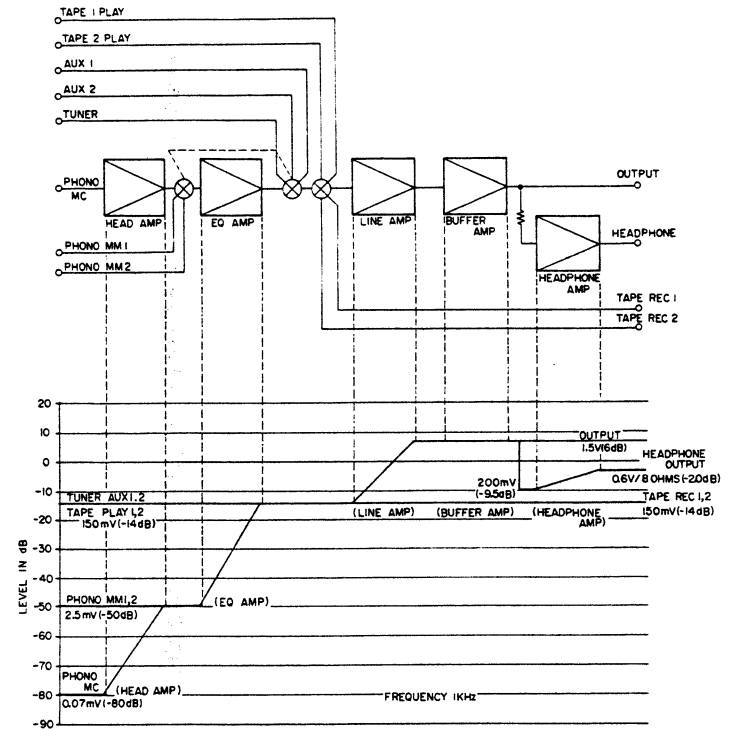 TAPE 1 PLAY
TAPE 2 PLAY
AUX 1
AUX 2
TUNER
PHONO
MC
HEAD AMP
EQ AMP
LINE AMP
BUFFER
AMP
OUTPUT
HEADPHONE
HEADPHONE
AMP
PHONO MM 1
PHONO MM2
TAPE REC 1
TAPE REC 2
20
10
0
-10
-20
-30
-40
-50
-60
-70
-80
-90
LEVEL IN dB
OUTPUT
1.5V(6dB)
HEADPHONE
OUTPUT
0.6V/8 OHMS(-2.0dB)
200mV
(-9.5dB)
TUNER AUX1.2
TAPE PLAY1,2
150mV(-14dB)
(LINE AMP)
(BUFFER AMP)
(HEADPHONE
AMP)
TAPE REC 1,2
150mV(-14dB)
PHONO MM1,2
2.5mV(-50dB)
(EQ AMP)
PHONO
MC
0.07mV(-80dB)
(HEAD AMP)
FREQUENCY 1KHz